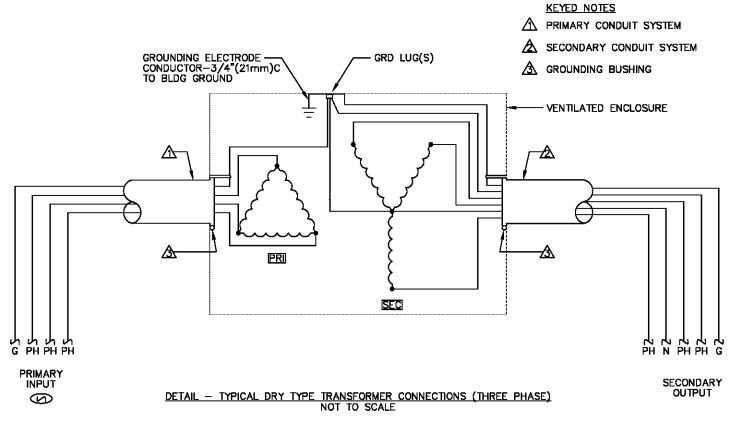 KEYED NOTES
1 PRIMARY CONDUIT SYSTEM
2 SECONDARY CONDUIT SYSTEM
3 GROUNDING BUSHING
GROUNDING ELECTRODE
CONDUCTOR-3/4"(21mm)C
TO BLDG GROUND
GRD LUG(S)
VENTILATED ENCLOSURE
1
2
3
3
PRI
SEC
G PH PH PH
PH N PH PH G
PRIMARY
INPUT
SECONDARY
OUTPUT
DETAIL - TYPICAL DRY TYPE TRANSFORMER CONNECTIONS (THREE PHASE)
NOT TO SCALE